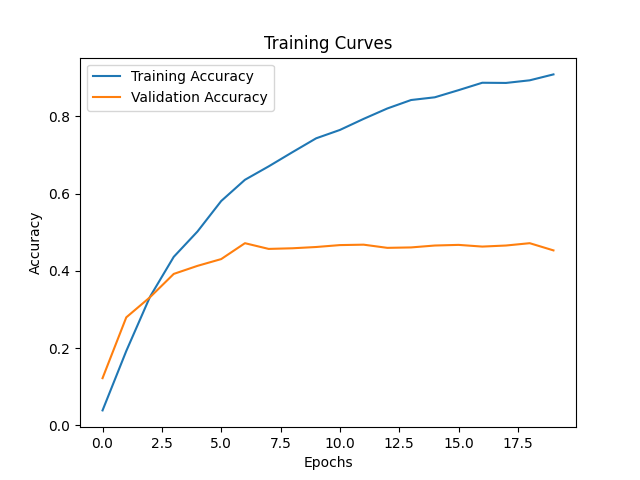 Training Curves
Training Accuracy
Validation Accuracy
0.8
0.6
0.4
0.2
0.0
Accuracy
0.0 2.5 5.0 7.5 10.0 12.5 15.0 17.5
Epochs